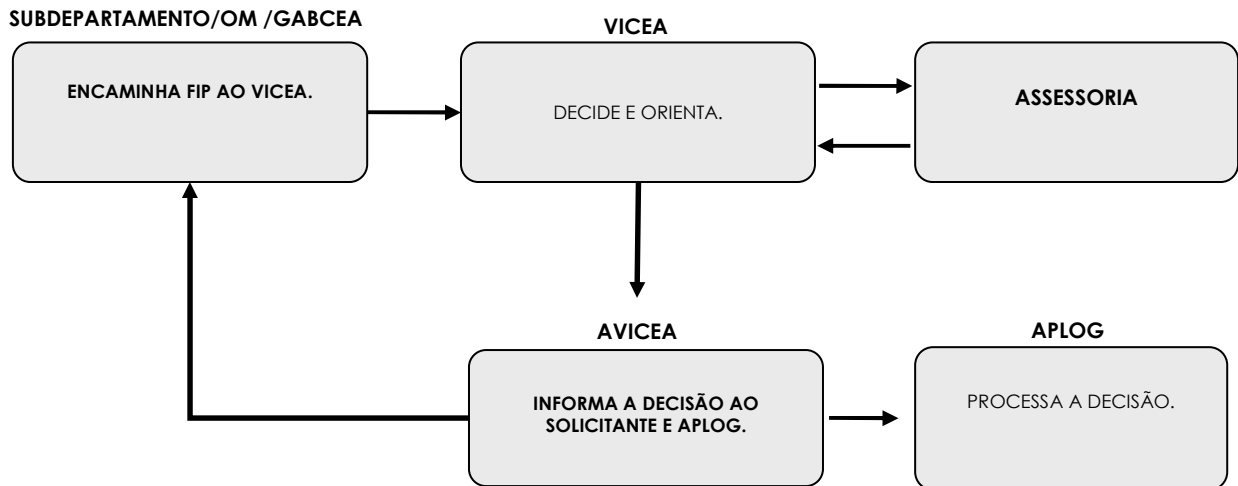 SUBDEPARTAMENTO/OM /GABCEA
VICEA
ENCAMINHA FIP AO VICEA.
DECIDE E ORIENTA.
ASSESSORIA
AVICEA
APLOG
INFORMA A DECISÃO AO
SOLICITANTE E APLOG.
PROCESSA A DECISÃO.